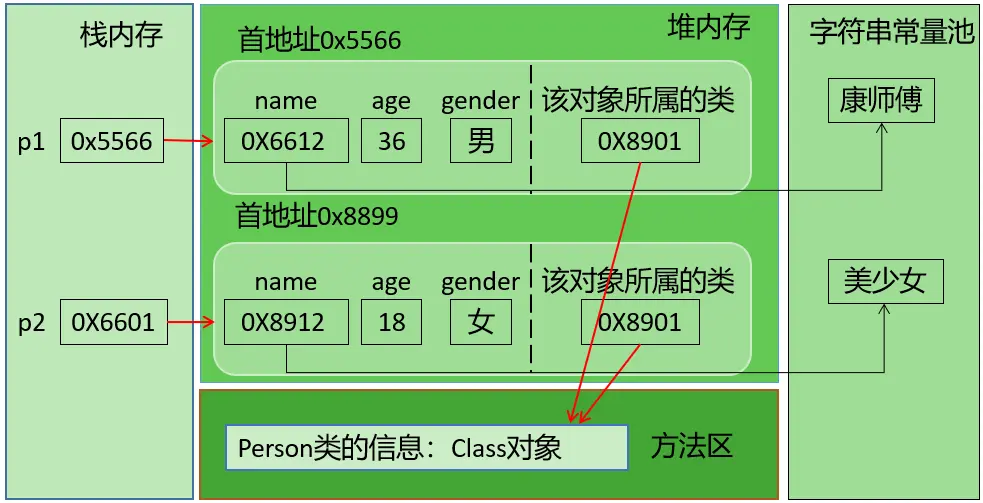 栈内存
堆内存
字符串常量池
首地址0x5566
name age gender 该对象所属的类
p1 0x5566 0X6612 36 男 0X8901
康师傅
首地址0x8899
name age gender 该对象所属的类
p2 0X6601 0X8912 18 女 0X8901
美少女
Person类的信息：Class对象
方法区